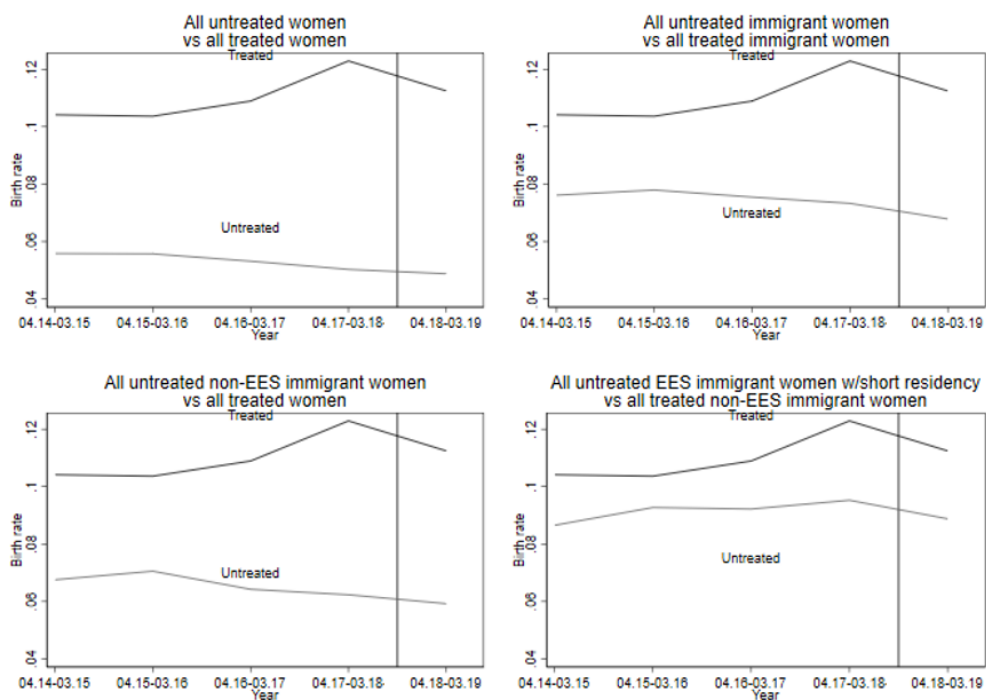 All untreated women
vs all treated women
Treated
Untreated
Birth rate
.04 .06 .08 .1 .12
04.14-03.15 04.15-03.16 04.16-03.17 04.17-03.18 04.18-03.19
Year
All untreated immigrant women
vs all treated immigrant women
Treated
Untreated
Birth rate
.04 .06 .08 .1 .12
04.14-03.15 04.15-03.16 04.16-03.17 04.17-03.18 04.18-03.19
Year
All untreated non-EES immigrant women
vs all treated women
Treated
Untreated
Birth rate
.04 .06 .08 .1 .12
04.14-03.15 04.15-03.16 04.16-03.17 04.17-03.18 04.18-03.19
Year
All untreated EES immigrant women w/short residency
vs all treated non-EES immigrant women
Treated
Untreated
Birth rate
.04 .06 .08 .1 .12
04.14-03.15 04.15-03.16 04.16-03.17 04.17-03.18 04.18-03.19
Year